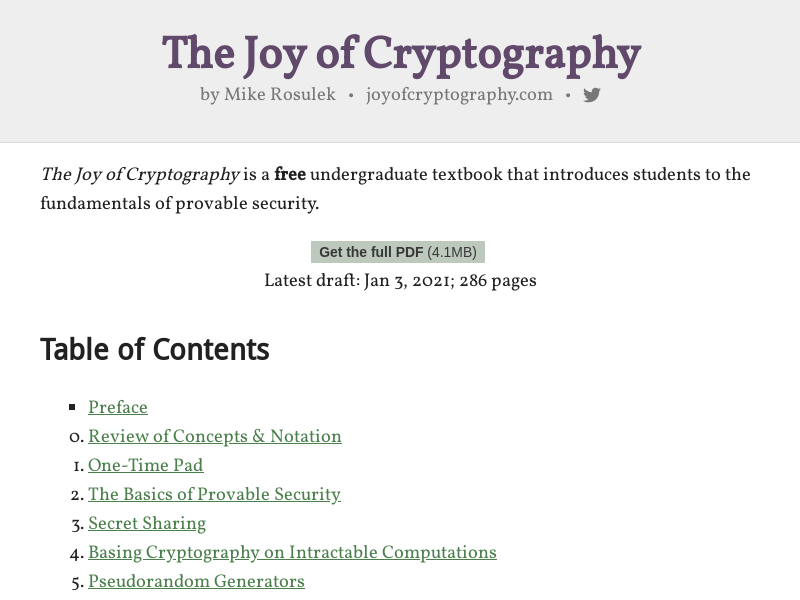 The Joy of Cryptography
by Mike Rosulek • joyofcryptography.com •
The Joy of Cryptography is a free undergraduate textbook that introduces students to the
fundamentals of provable security.
Get the full PDF (4.1MB)
Latest draft: Jan 3, 2021; 286 pages
Table of Contents
▪ Preface
0. Review of Concepts & Notation
1. One-Time Pad
2. The Basics of Provable Security
3. Secret Sharing
4. Basing Cryptography on Intractable Computations
5. Pseudorandom Generators